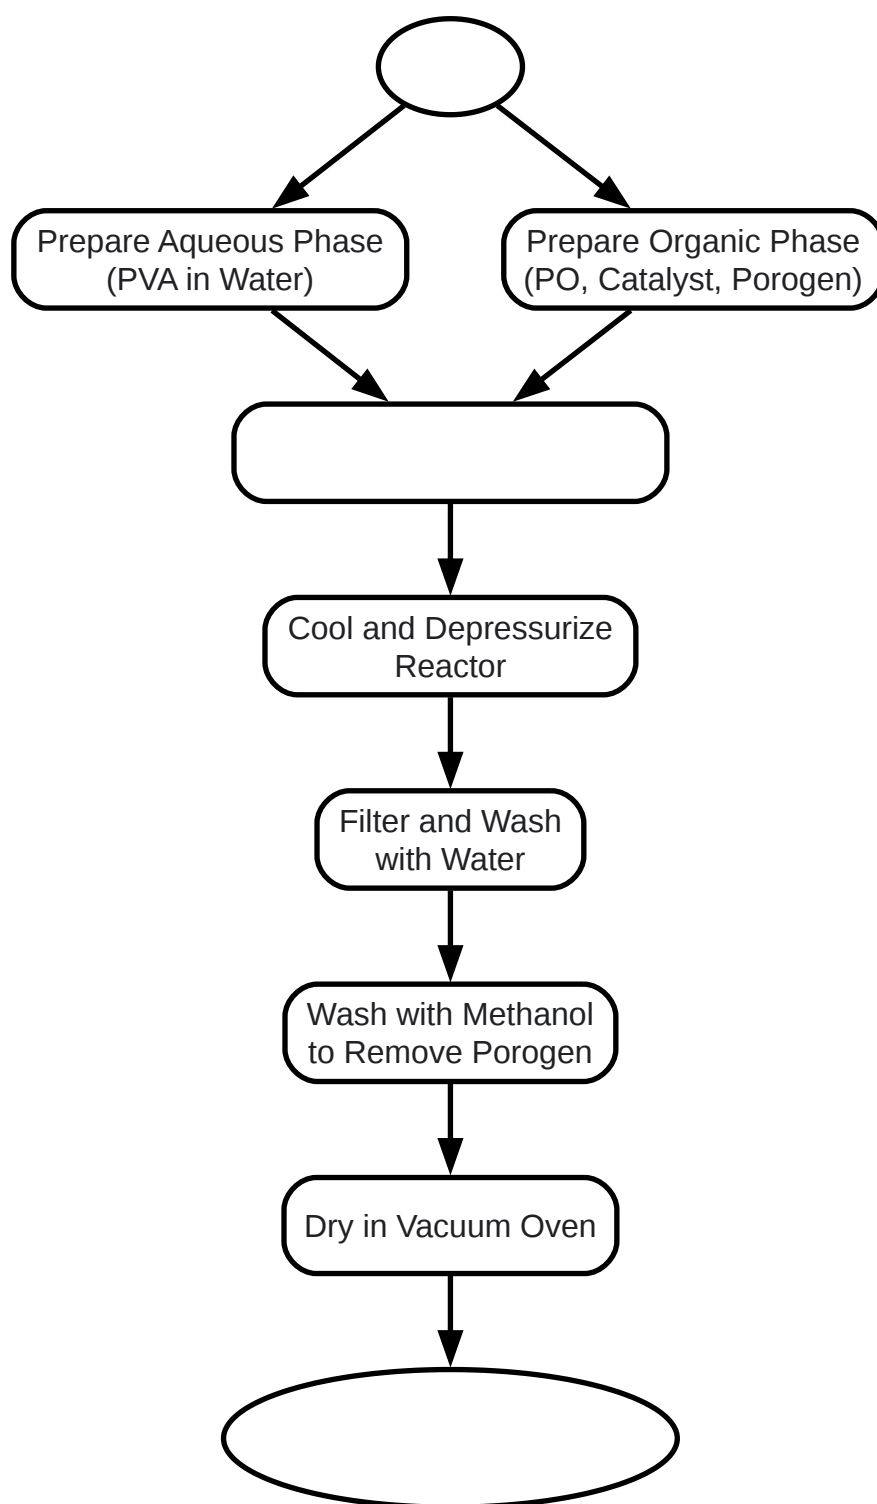 Prepare Aqueous Phase
(PVA in Water)
Prepare Organic Phase
(PO, Catalyst, Porogen)
Cool and Depressurize
Reactor
Filter and Wash
with Water
Wash with Methanol
to Remove Porogen
Dry in Vacuum Oven